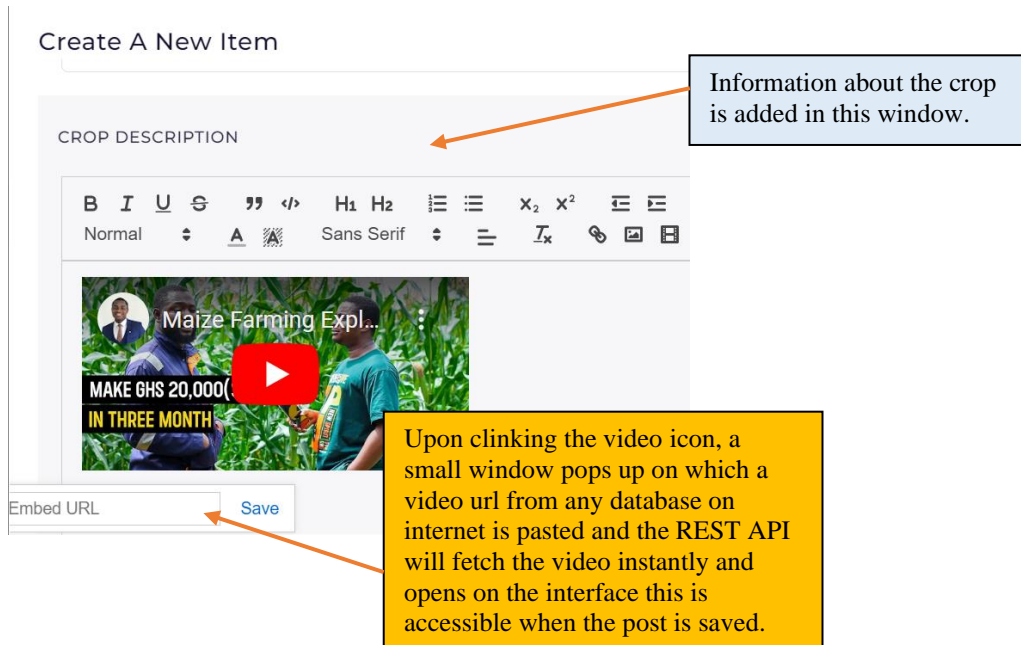 Create A New Item
Information about the crop
is added in this window.
CROP DESCRIPTION
B I U S ” </> H1 H2 X2 X2
Normal A A Sans Serif Tx
Maize Farming Expl...
MAKE GHS 20,000(
IN THREE MONTH
Embed URL Save
Upon clinking the video icon, a
small window pops up on which a
video url from any database on
internet is pasted and the REST API
will fetch the video instantly and
opens on the interface this is
accessible when the post is saved.